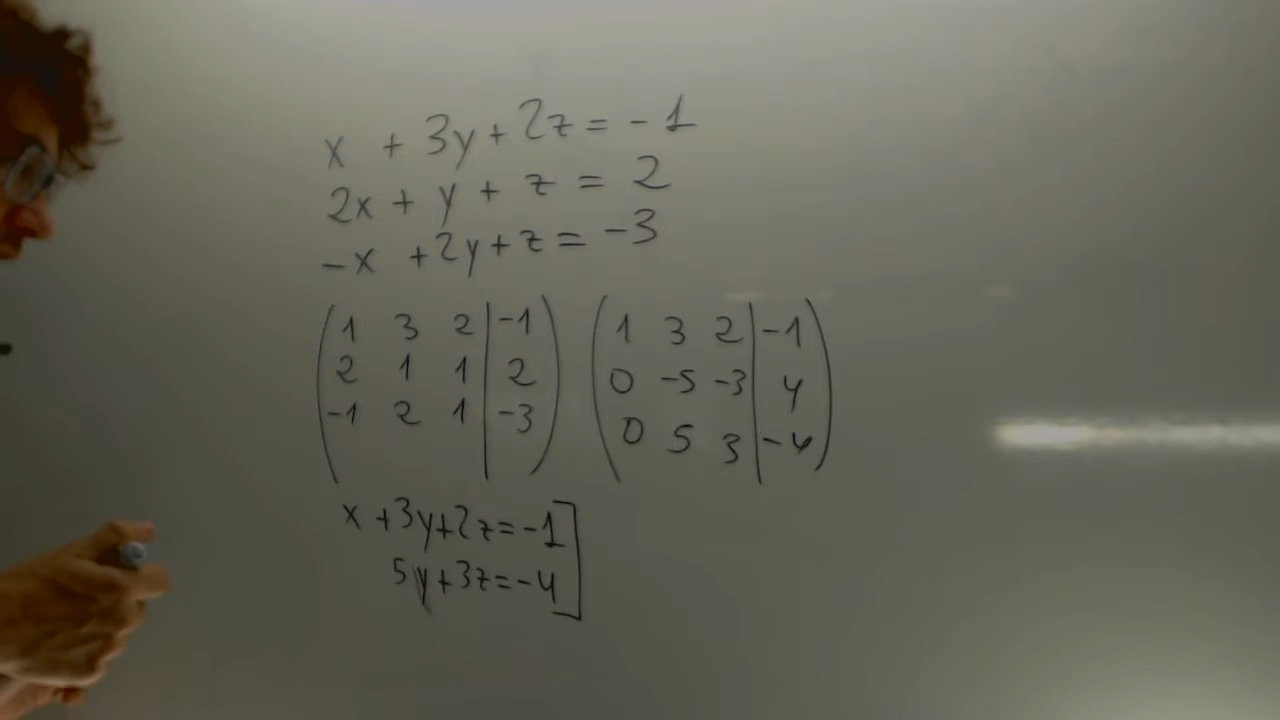 x + 3y + 2z = -1
2x + y + z = 2
-x + 2y + z = -3
1 3 2 | -1
2 1 1 | 2
-1 2 1 | -3
1 3 2 | -1
0 -5 -3 | 4
0 5 3 | -4
x + 3y + 2z = -1
5y + 3z = -4